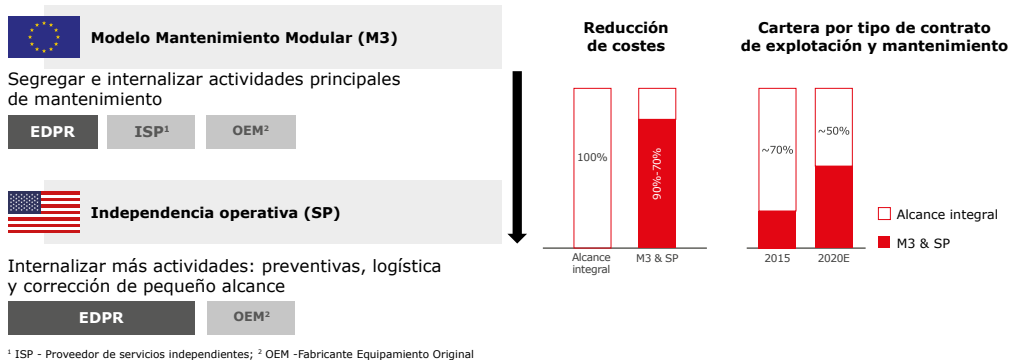 Modelo Mantenimiento Modular (M3)
Segregar e internalizar actividades principales
de mantenimiento
EDPR
ISP¹
OEM²
Independencia operativa (SP)
Internalizar más actividades: preventivas, logística
y corrección de pequeño alcance
EDPR
OEM²
¹ ISP - Proveedor de servicios independientes; ² OEM -Fabricante Equipamiento Original
Reducción
de costes
100%
90%-70%
Alcance
integral
M3 & SP
Cartera por tipo de contrato
de explotación y mantenimiento
~70%
~50%
2015
2020E
Alcance integral
M3 & SP